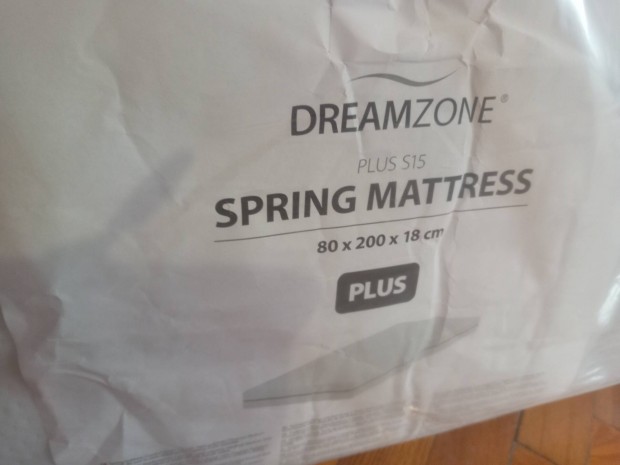 DREAMZONE®
PLUS S15
SPRING MATTRESS
80 x 200 x 18 cm
PLUS